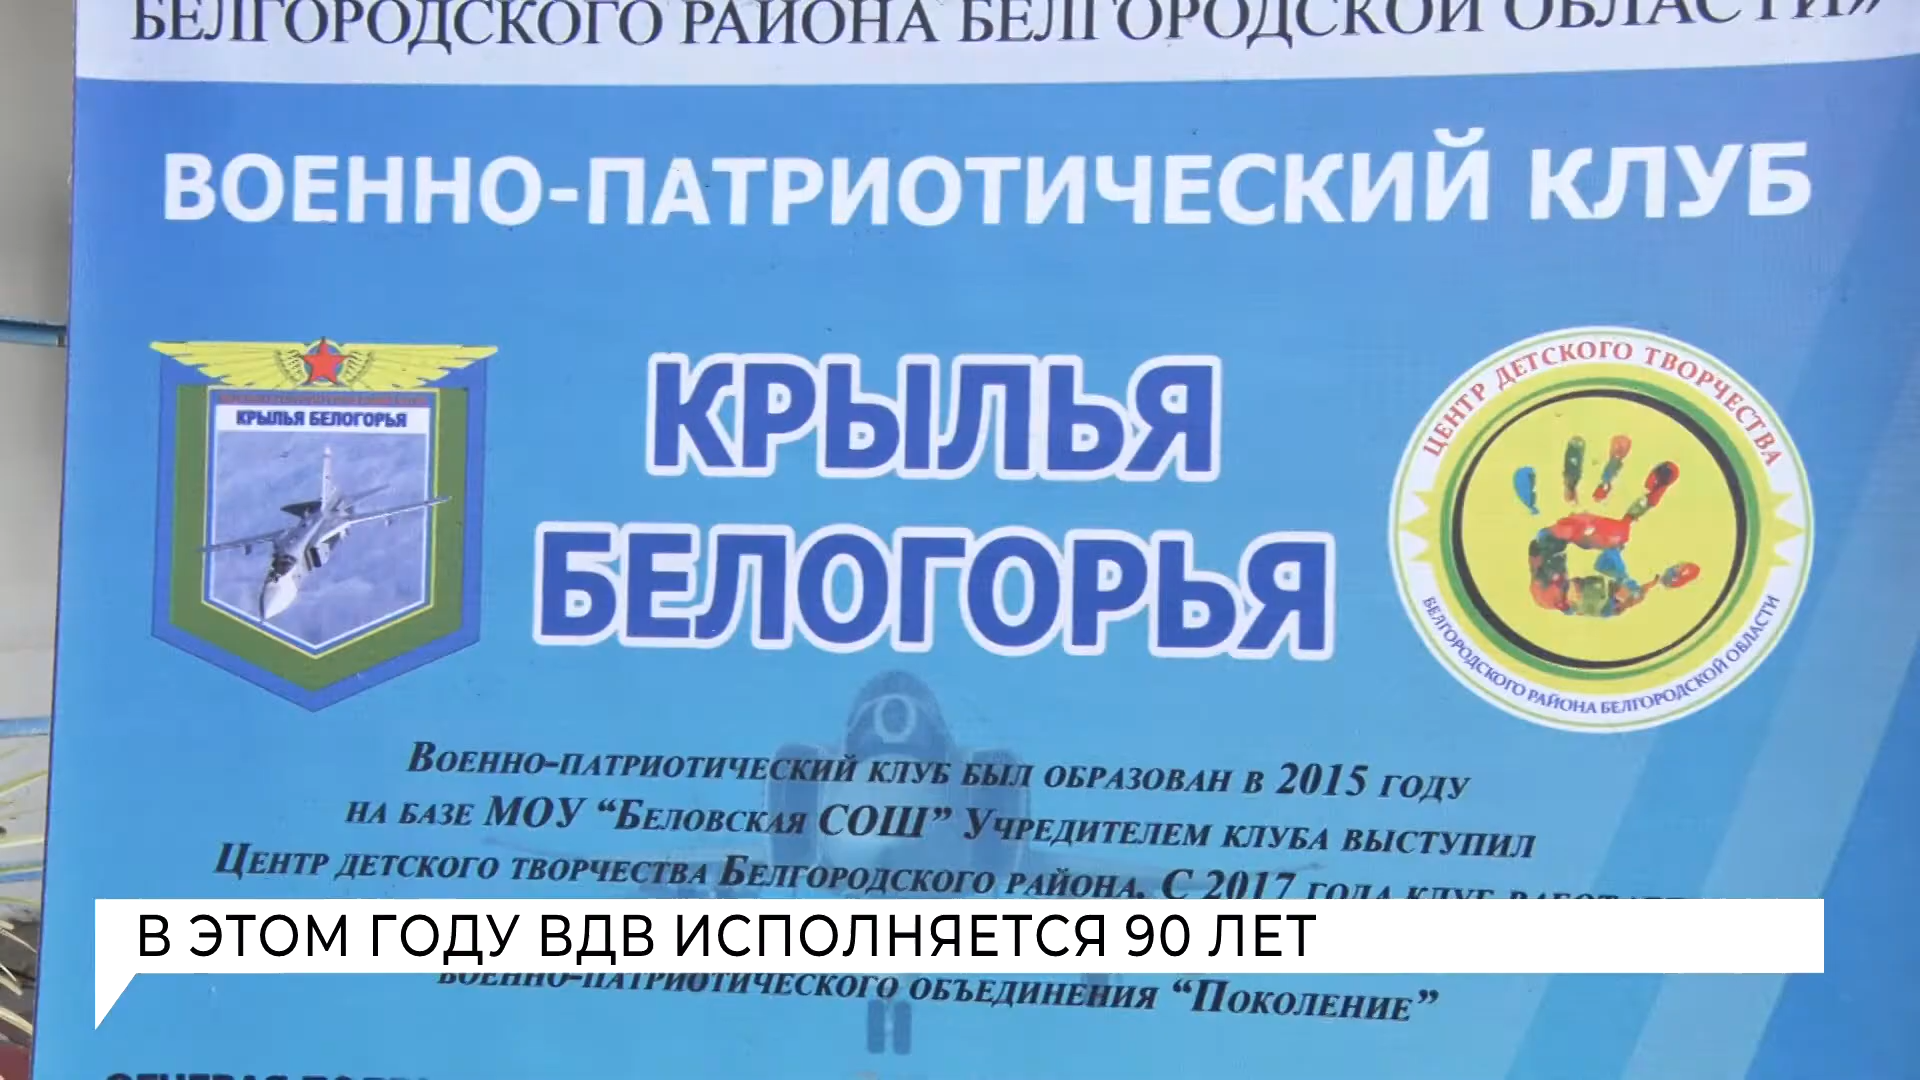 БЕЛГОРОДСКОГО РАЙОНА БЕЛГОРОДСКОЙ ОБЛАСТИ»
ВОЕННО-ПАТРИОТИЧЕСКИЙ КЛУБ
КРЫЛЬЯ БЕЛОГОРЬЯ
КРЫЛЬЯ
БЕЛОГОРЬЯ
ЦЕНТР ДЕТСКОГО ТВОРЧЕСТВА
БЕЛГОРОДСКОГО РАЙОНА БЕЛГОРОДСКОЙ ОБЛАСТИ
ВОЕННО-ПАТРИОТИЧЕСКИЙ КЛУБ БЫЛ ОБРАЗОВАН В 2015 ГОДУ
НА БАЗЕ МОУ “БЕЛОВСКАЯ СОШ” УЧРЕДИТЕЛЕМ КЛУБА ВЫСТУПИЛ
ЦЕНТР ДЕТСКОГО ТВОРЧЕСТВА БЕЛГОРОДСКОГО РАЙОНА. С 2017 ГОДА КЛУБ
В ЭТОМ ГОДУ ВДВ ИСПОЛНЯЕТСЯ 90 ЛЕТ
ВОЕННО-ПАТРИОТИЧЕСКОГО ОБЪЕДИНЕНИЯ “ПОКОЛЕНИЕ”